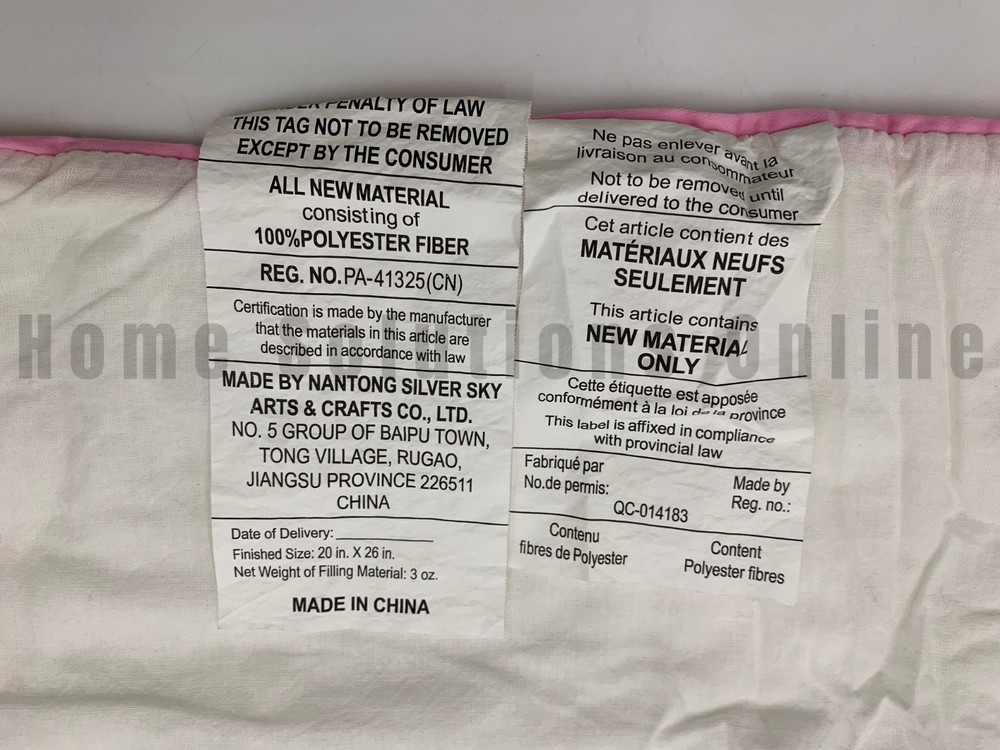 PENALTY OF LAW
THIS TAG NOT TO BE REMOVED
EXCEPT BY THE CONSUMER
ALL NEW MATERIAL
consisting of
100%POLYESTER FIBER
REG. NO. PA-41325(CN)
Certification is made by the manufacturer
that the materials in this article are
described in accordance with law
MADE BY NANTONG SILVER SKY
ARTS & CRAFTS CO., LTD.
NO. 5 GROUP OF BAIPU TOWN,
TONG VILLAGE, RUGAO,
JIANGSU PROVINCE 226511
CHINA
Date of Delivery:
Finished Size: 20 in. X 26 in.
Net Weight of Filling Material: 3 oz.
MADE IN CHINA
Ne pas enlever avant la
livraison au consommateur
Not to be removed until
delivered to the consumer
Cet article contient des
MATÉRIAUX NEUFS
SEULEMENT
This article contains
NEW MATERIAL
ONLY
Cette étiquette est apposée
conformément à la loi de la province
This label is affixed in compliance
with provincial law
Fabriqué par
Made by
No.de permis:
Reg. no.:
QC-014183
Contenu
Content
fibres de Polyester
Polyester fibres
Home Solutions Online